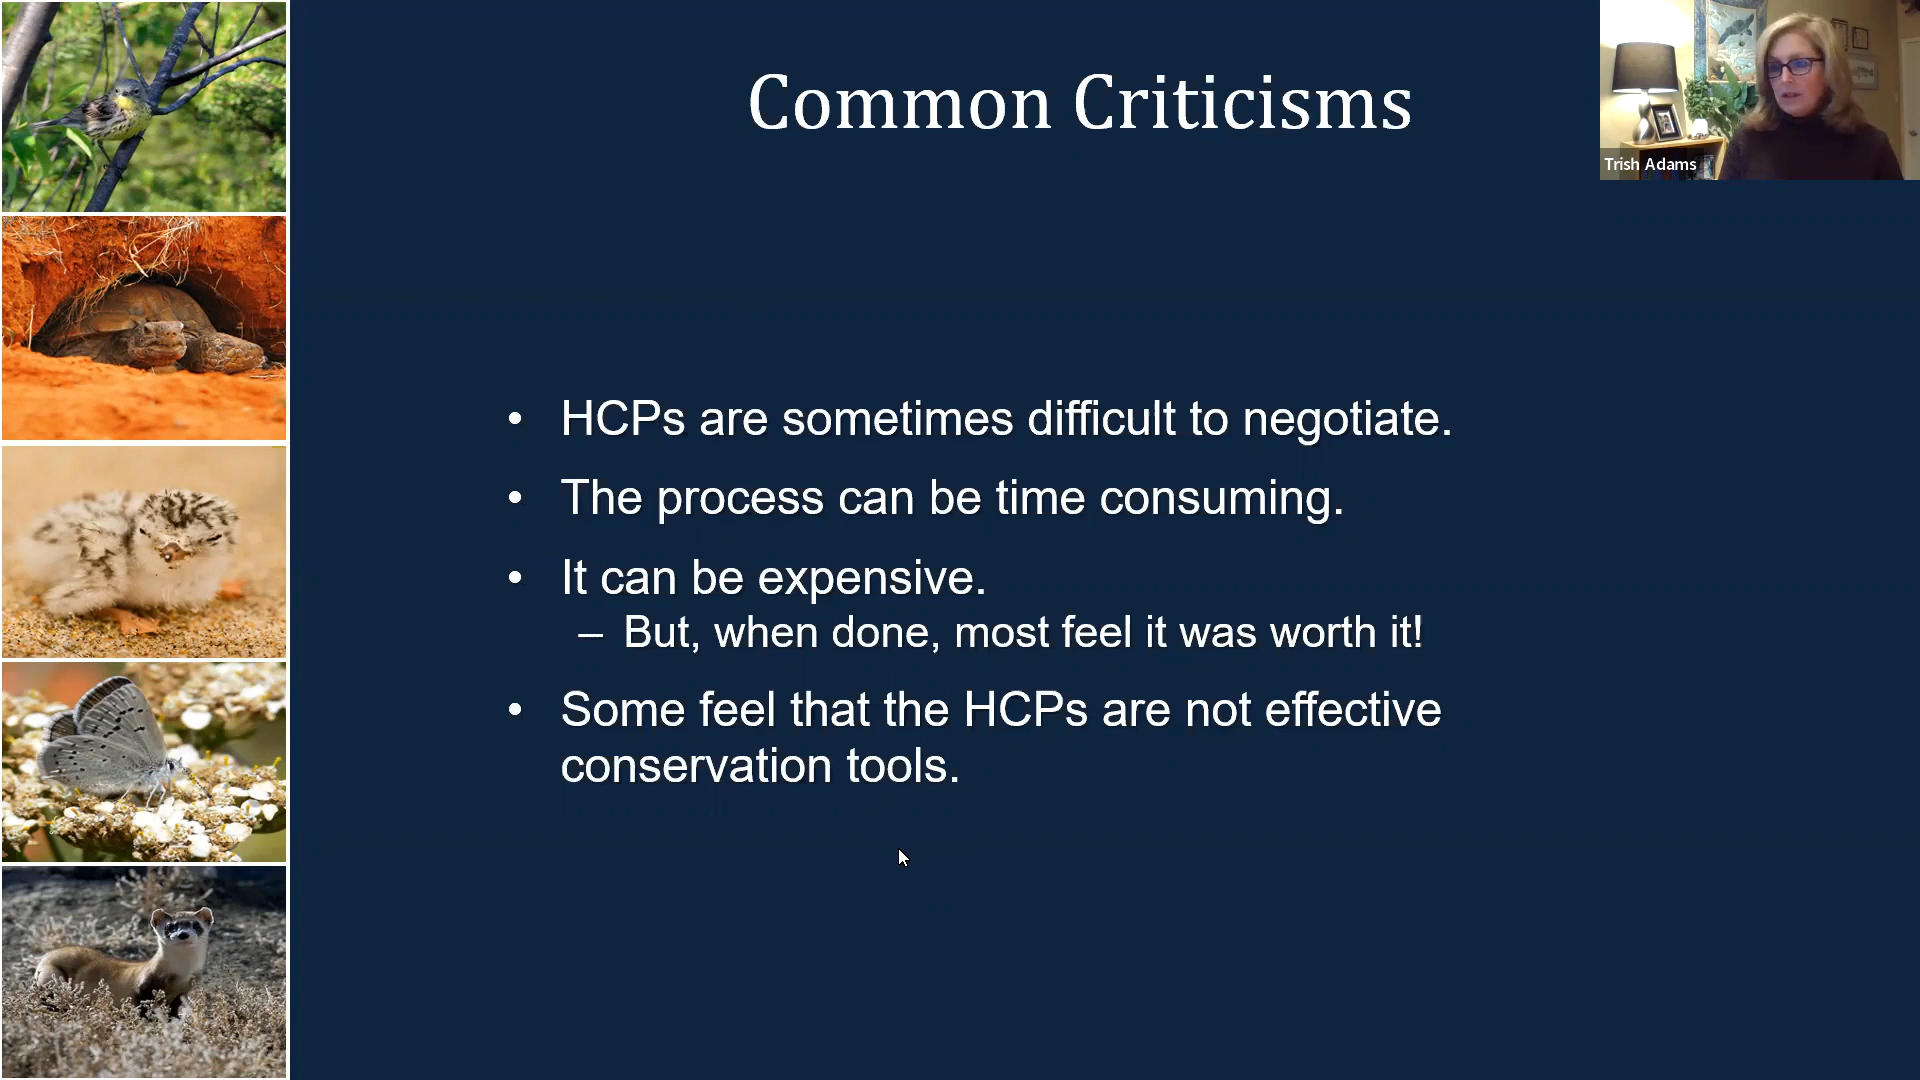 Common Criticisms
Trish Adams
• HCPs are sometimes difficult to negotiate.
• The process can be time consuming.
• It can be expensive.
– But, when done, most feel it was worth it!
• Some feel that the HCPs are not effective
conservation tools.